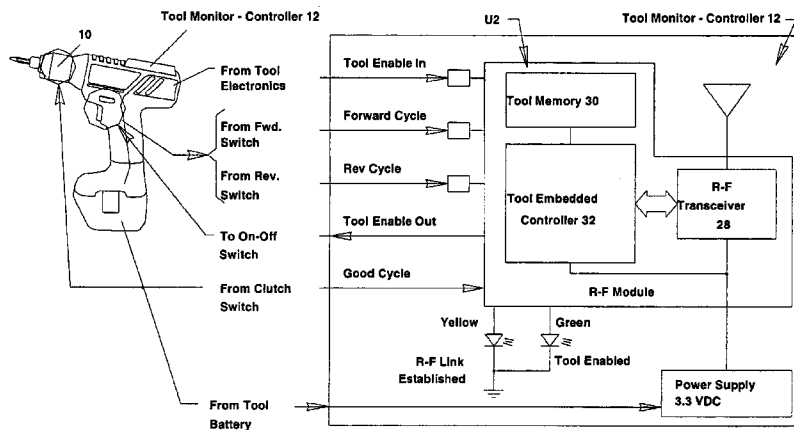 Tool Monitor - Controller 12
U2
Tool Monitor - Controller 12
10
From Tool
Electronics
Tool Enable In
Tool Memory 30
From Fwd.
Switch
Forward Cycle
From Rev.
Switch
Rev Cycle
Tool Embedded
Controller 32
R-F
Transceiver
28
To On-Off
Switch
Tool Enable Out
From Clutch
Switch
Good Cycle
R-F Module
Yellow
Green
R-F Link
Established
Tool Enabled
Power Supply
3.3 VDC
From Tool
Battery